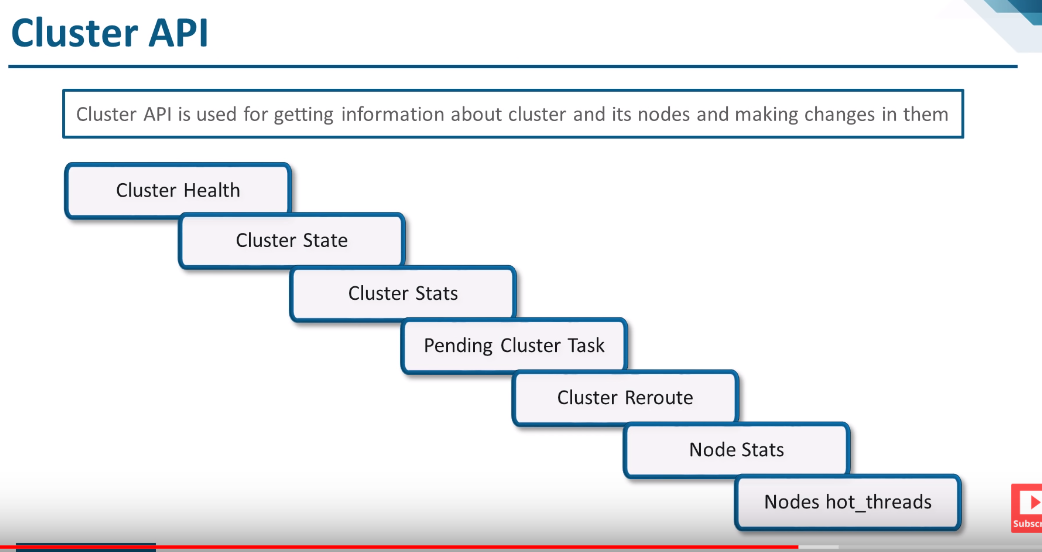 Cluster API
Cluster API is used for getting information about cluster and its nodes and making changes in them
Cluster Health
Cluster State
Cluster Stats
Pending Cluster Task
Cluster Reroute
Node Stats
Nodes hot_threads